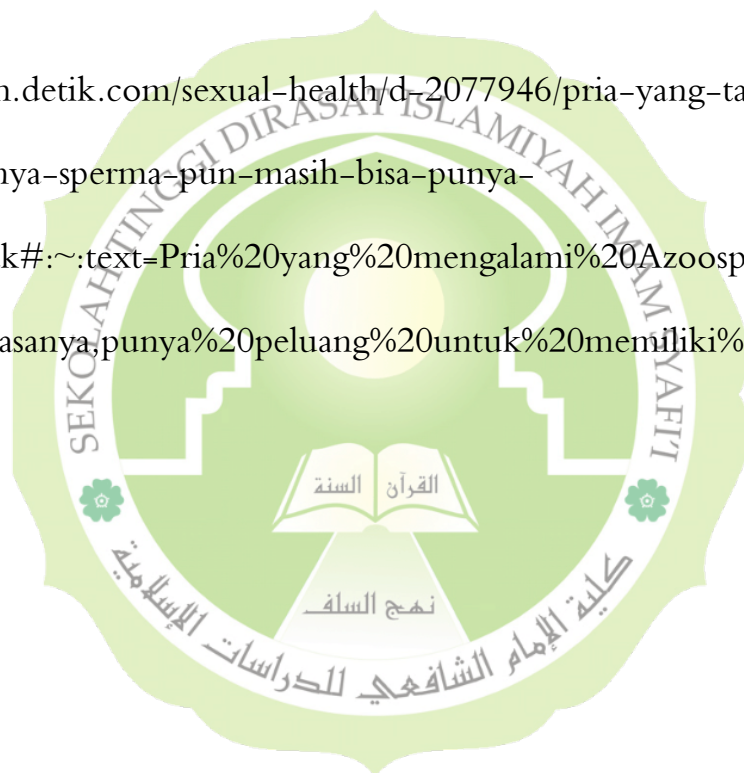 n.detik.com/sexual-health/d-2077946/pria-yang-ta
nya-sperma-pun-masih-bisa-punya-
k#:~:text=Pria%20yang%20mengalami%20Azoosp
asanya,punya%20peluang%20untuk%20memiliki%
SEKOLAH TINGGI DIRASAT ISLAMIYAH IMAM SYAFI'I
القرآن السنة
نهج السلف
كلية الإمام الشافعي للدراسات الإسلامية